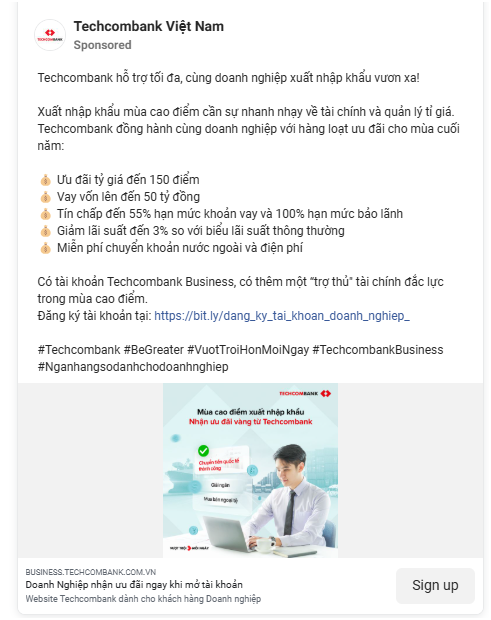 Techcombank Việt Nam
Sponsored
TECHCOMBANK
Techcombank hỗ trợ tối đa, cùng doanh nghiệp xuất nhập khẩu vươn xa!
Xuất nhập khẩu mùa cao điểm cần sự nhanh nhạy về tài chính và quản lý tỉ giá.
Techcombank đồng hành cùng doanh nghiệp với hàng loạt ưu đãi cho mùa cuối
năm:
💰 Ưu đãi tỷ giá đến 150 điểm
💰 Vay vốn lên đến 50 tỷ đồng
💰 Tín chấp đến 55% hạn mức khoản vay và 100% hạn mức bảo lãnh
💰 Giảm lãi suất đến 3% so với biểu lãi suất thông thường
💰 Miễn phí chuyển khoản nước ngoài và điện phí
Có tài khoản Techcombank Business, có thêm một "trợ thủ" tài chính đắc lực
trong mùa cao điểm.
Đăng ký tài khoản tại: https://bit.ly/dang_ky_tai_khoan_doanh_nghiep_
#Techcombank #BeGreater #VuotTroiHonMoiNgay #TechcombankBusiness
#Nganhangsodanhchodoanhnghiep
TECHCOMBANK
Mùa cao điểm xuất nhập khẩu
Nhận ưu đãi vàng từ Techcombank
Chuyển tiền quốc tế
thành công
Giải ngân
Mua bán ngoại tệ
VƯỢT TRỘI HƠN MỖI NGÀY
BUSINESS.TECHCOMBANK.COM.VN
Doanh Nghiệp nhận ưu đãi ngay khi mở tài khoản
Website Techcombank dành cho khách hàng Doanh nghiệp
Sign up